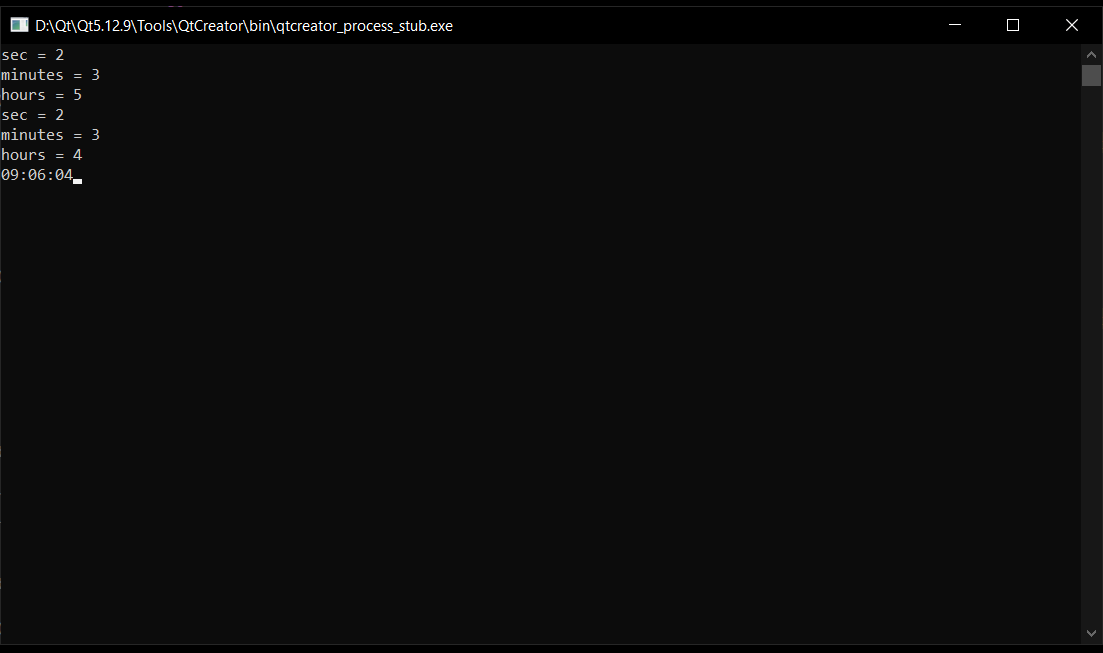 D:\Qt\Qt5.12.9\Tools\QtCreator\bin\qtcreator_process_stub.exe
sec = 2
minutes = 3
hours = 5
sec = 2
minutes = 3
hours = 4
09:06:04